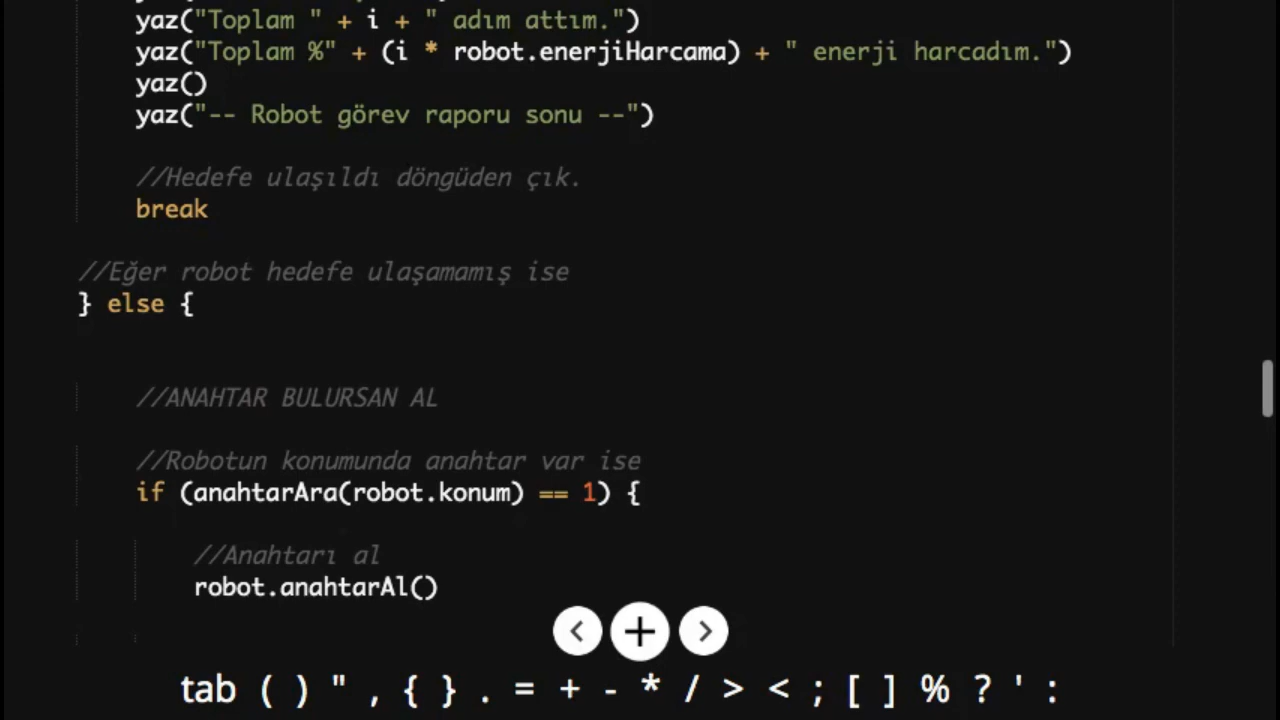 yaz("Toplam " + i + " adım attım.")
yaz("Toplam %" + (i * robot.enerjiHarcama) + " enerji harcadım.")
yaz()
yaz("-- Robot görev raporu sonu --")
//Hedefe ulaşıldı döngüden çık.
break
//Eğer robot hedefe ulaşamamış ise
} else {
//ANAHTAR BULURSAN AL
//Robotun konumunda anahtar var ise
if (anahtarAra(robot.konum) == 1) {
//Anahtarı al
robot.anahtarAl()
< + >
tab ( ) " , { } . = + - * / > < ; [ ] % ? ' :